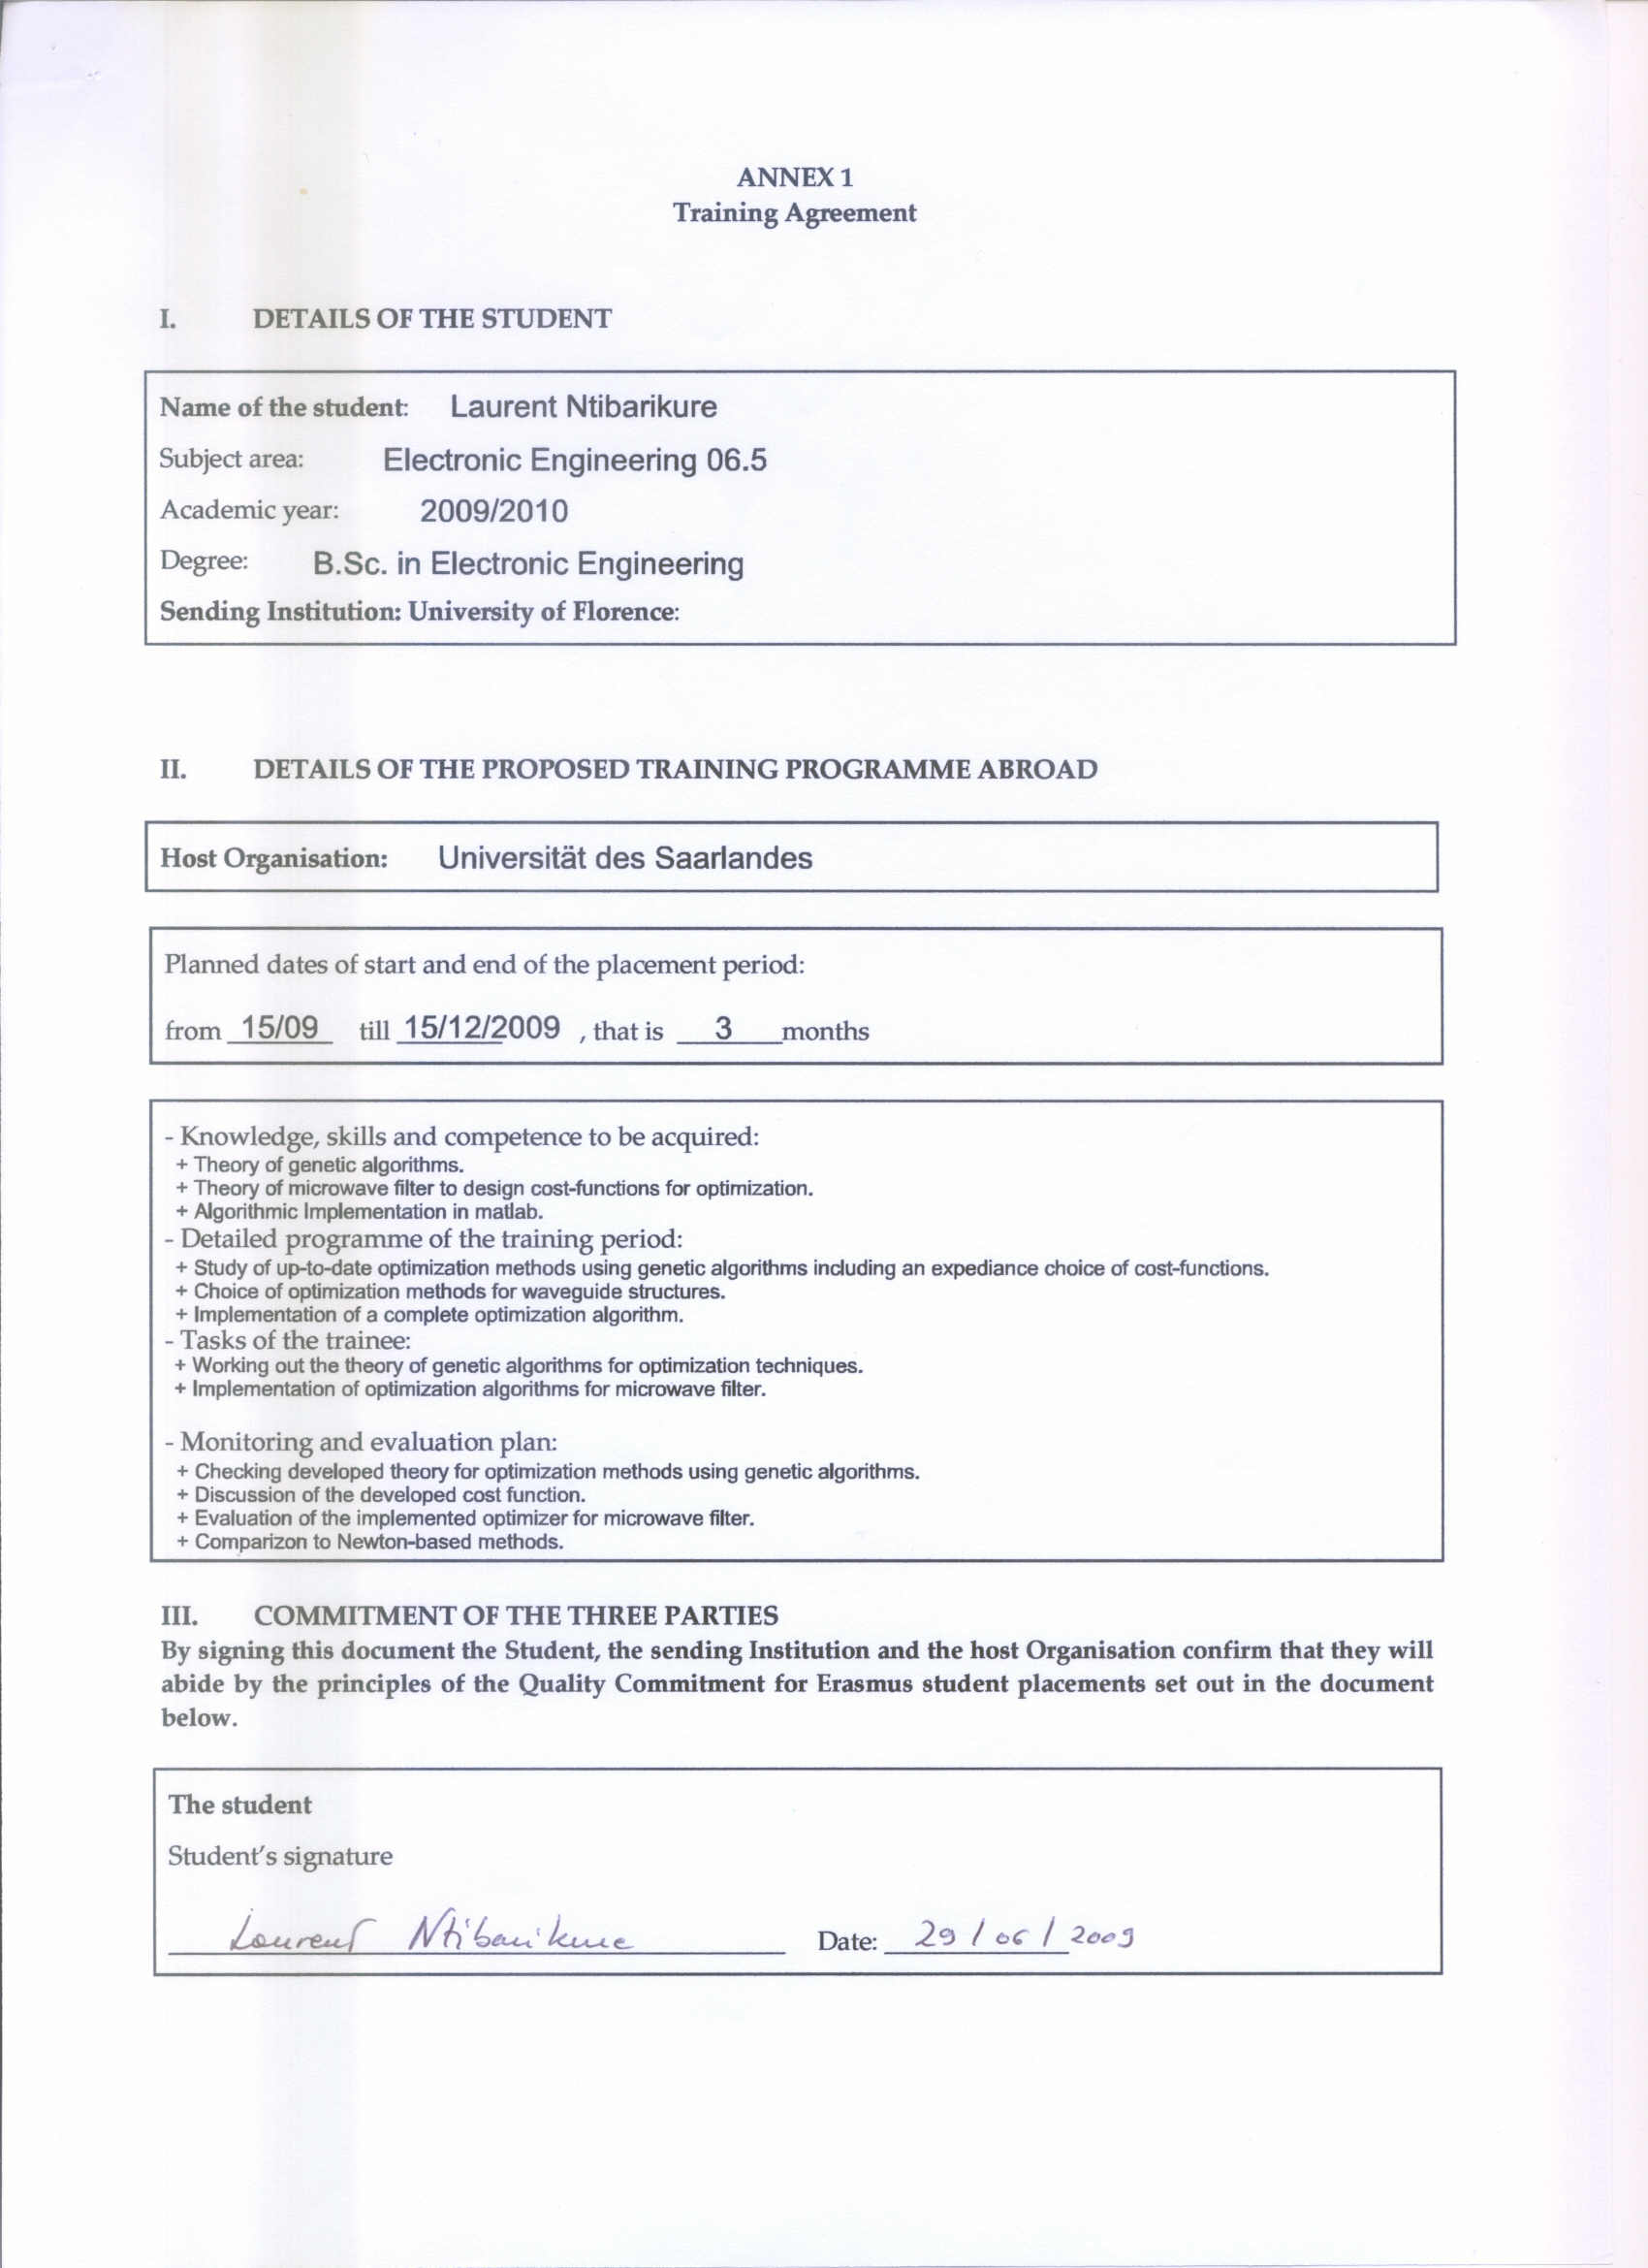 ANNEX 1
Training Agreement
I. DETAILS OF THE STUDENT
Name of the student: Laurent Ntibarikure
Subject area: Electronic Engineering 06.5
Academic year: 2009/2010
Degree: B.Sc. in Electronic Engineering
Sending Institution: University of Florence:
II. DETAILS OF THE PROPOSED TRAINING PROGRAMME ABROAD
Host Organisation: Universität des Saarlandes
Planned dates of start and end of the placement period:
from 15/09 till 15/12/2009 , that is 3 months
- Knowledge, skills and competence to be acquired:
+ Theory of genetic algorithms.
+ Theory of microwave filter to design cost-functions for optimization.
+ Algorithmic Implementation in matlab.
- Detailed programme of the training period:
+ Study of up-to-date optimization methods using genetic algorithms including an expediance choice of cost-functions.
+ Choice of optimization methods for waveguide structures.
+ Implementation of a complete optimization algorithm.
- Tasks of the trainee:
+ Working out the theory of genetic algorithms for optimization techniques.
+ Implementation of optimization algorithms for microwave filter.
- Monitoring and evaluation plan:
+ Checking developed theory for optimization methods using genetic algorithms.
+ Discussion of the developed cost function.
+ Evaluation of the implemented optimizer for microwave filter.
+ Comparizon to Newton-based methods.
III. COMMITMENT OF THE THREE PARTIES
By signing this document the Student, the sending Institution and the host Organisation confirm that they will
abide by the principles of the Quality Commitment for Erasmus student placements set out in the document
below.
The student
Student's signature
Laurent Ntibarikure Date: 29/06/2009